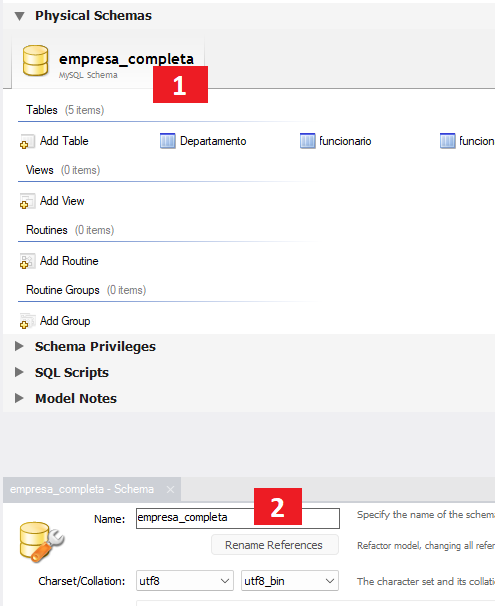 Physical Schemas
empresa_completa
MySQL Schema
1
Tables (5 items)
Add Table Departamento funcionario funcion
Views (0 items)
Add View
Routines (0 items)
Add Routine
Routine Groups (0 items)
Add Group
Schema Privileges
SQL Scripts
Model Notes
empresa_completa - Schema ×
2
Name: empresa_completa Specify the name of the schema
Rename References Refactor model, changing all refer
Charset/Collation: utf8 utf8_bin The character set and its collati